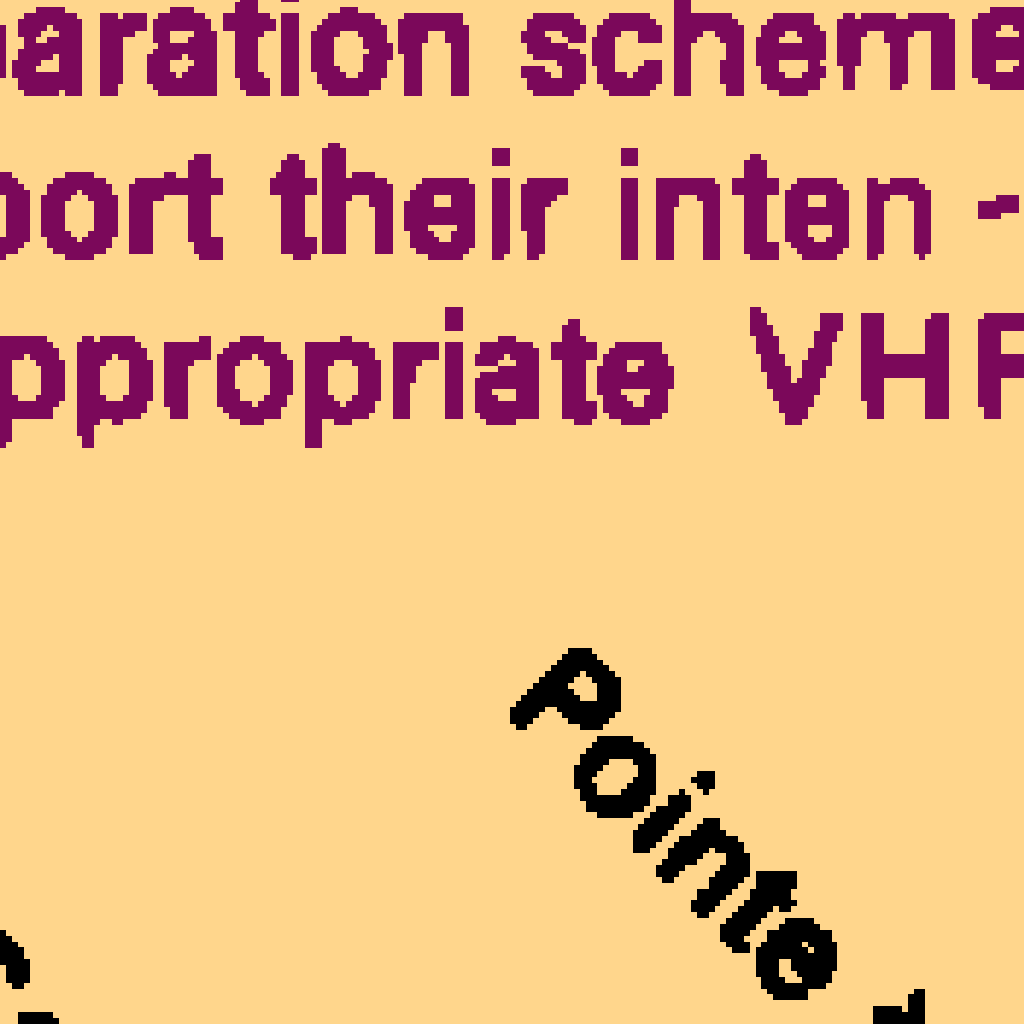 aration scheme
port their inten -
ppropriate VHF
Pointe